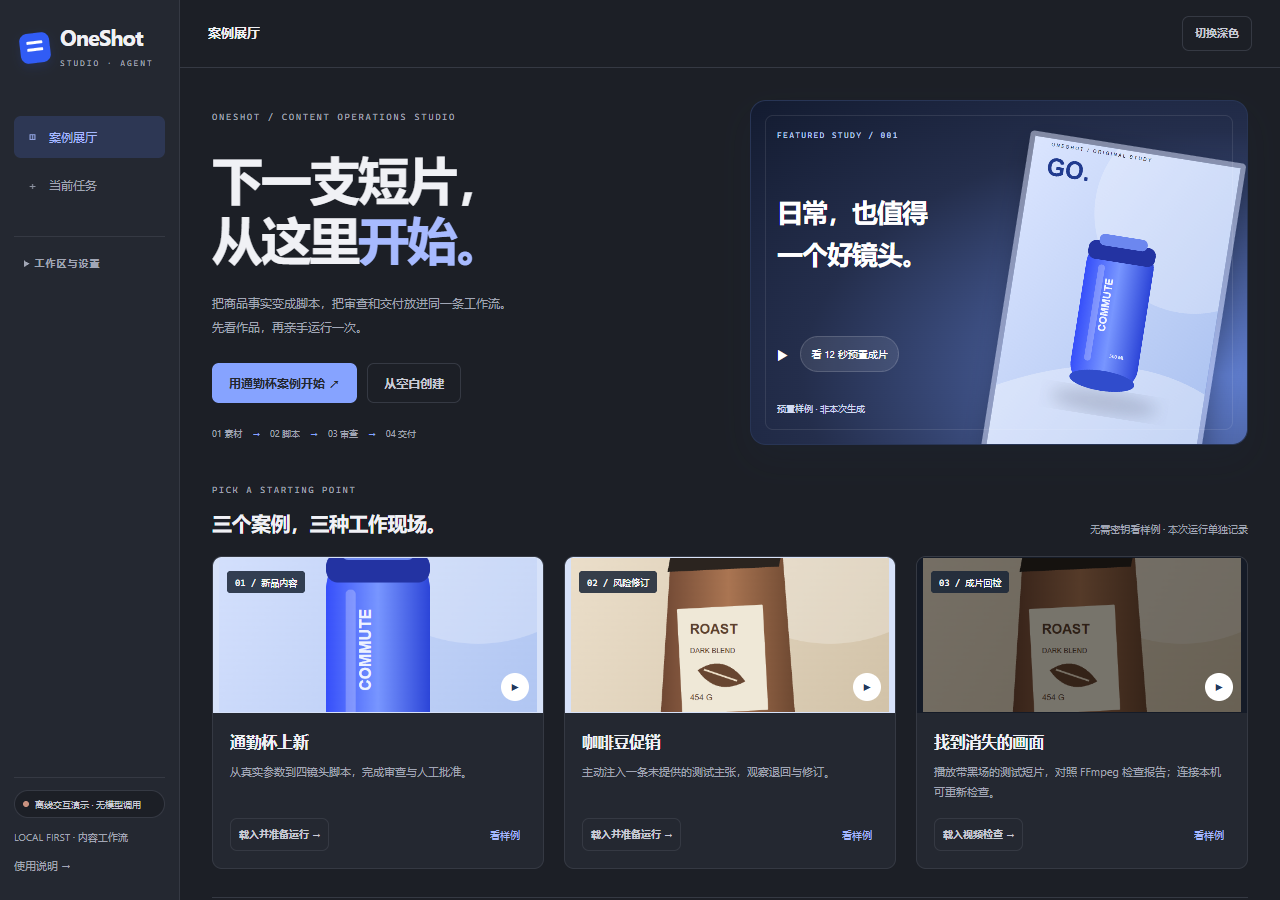 OneShot
STUDIO · AGENT
案例展厅
当前任务
工作区与设置
离线交互演示 · 无模型调用
LOCAL FIRST · 内容工作流
使用说明 →
案例展厅
切换深色
ONESHOT / CONTENT OPERATIONS STUDIO
下一支短片，
从这里开始。
把商品事实变成脚本，把审查和交付放进同一条工作流。
先看作品，再亲手运行一次。
用通勤杯案例开始 ↗
从空白创建
01 素材 → 02 脚本 → 03 审查 → 04 交付
FEATURED STUDY / 001
日常，也值得
一个好镜头。
看 12 秒预置成片
预置样例 · 非本次生成
ONESHOT / ORIGINAL STUDY
GO.
COMMUTE
PICK A STARTING POINT
三个案例，三种工作现场。
无需密钥看样例 · 本次运行单独记录
01 / 新品内容
COMMUTE
通勤杯上新
从真实参数到四镜头脚本，完成审查与人工批准。
载入并准备运行 →
看样例
02 / 风险修订
ROAST
DARK BLEND
454 G
咖啡豆促销
主动注入一条未提供的测试主张，观察退回与修订。
载入并准备运行 →
看样例
03 / 成片回检
ROAST
DARK BLEND
454 G
找到消失的画面
播放带黑场的测试短片，对照 FFmpeg 检查报告；连接本机
可重新检查。
载入视频检查 →
看样例